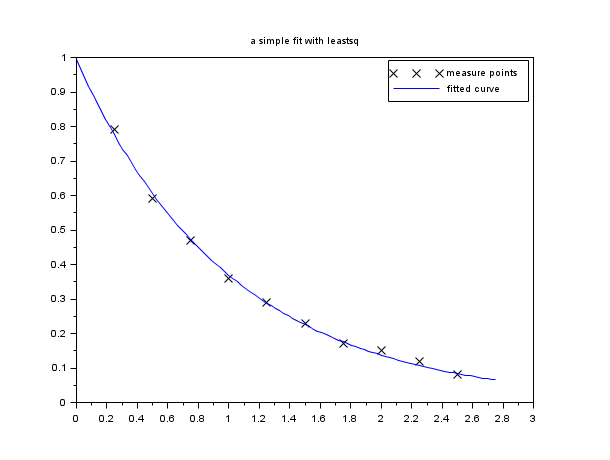 a simple fit with leastsq
measure points
fitted curve
1
0.9
0.8
0.7
0.6
0.5
0.4
0.3
0.2
0.1
0
0 0.2 0.4 0.6 0.8 1 1.2 1.4 1.6 1.8 2 2.2 2.4 2.6 2.8 3